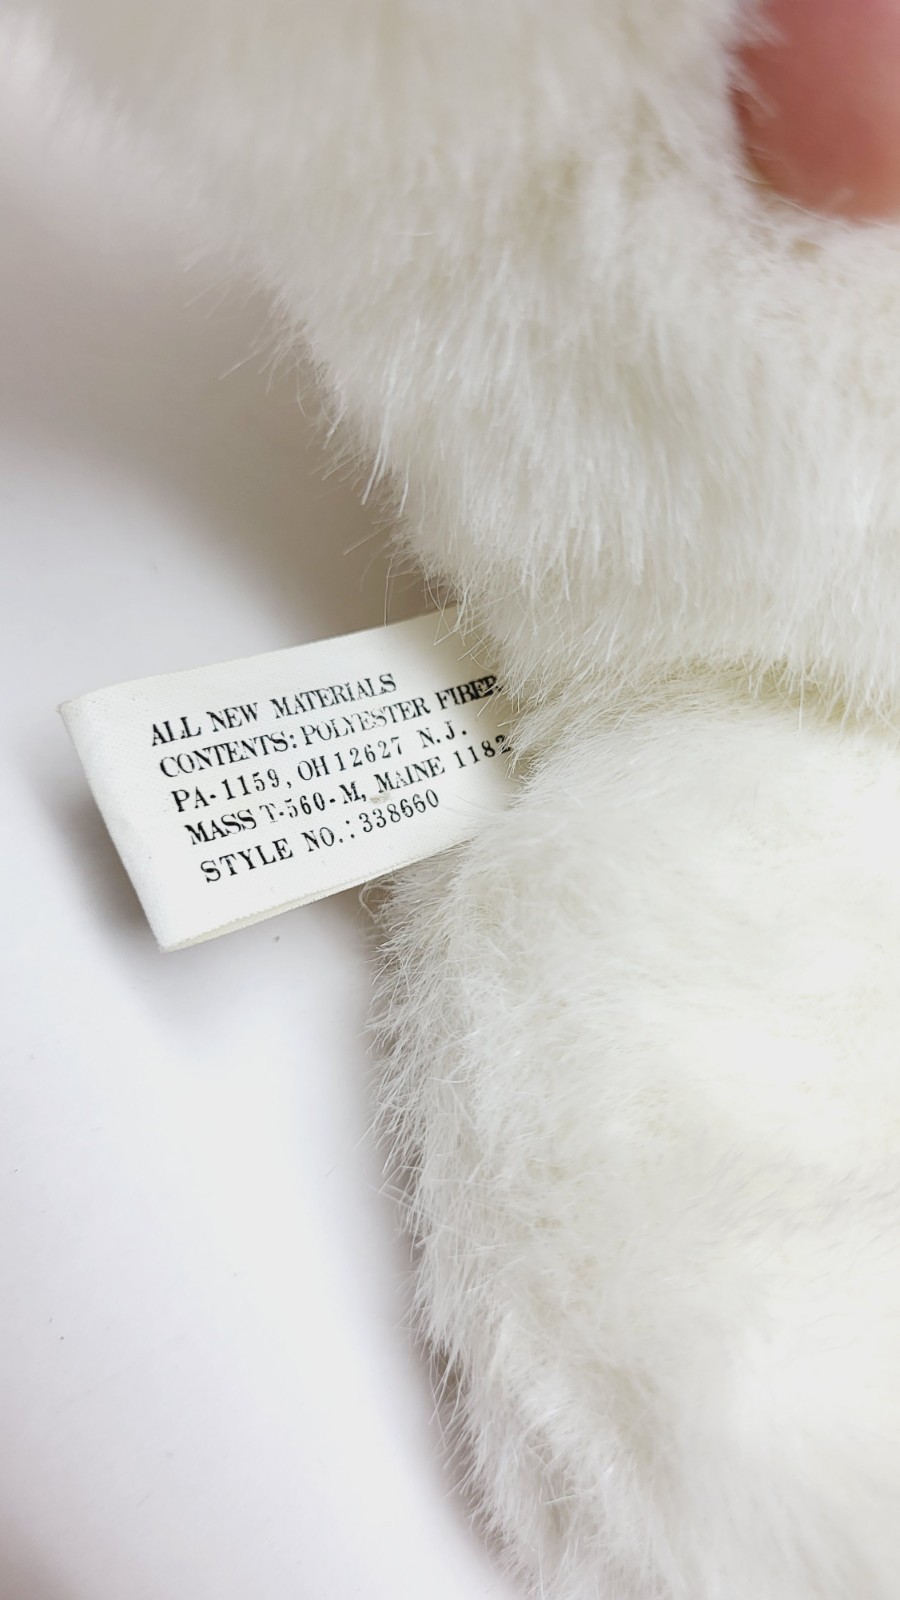 ALL NEW MATERIALS
CONTENTS: POLYESTER FIBER
PA-1159, OH 12627 N.J.
MASS T-560-M, MAINE 1182
STYLE NO.: 338660